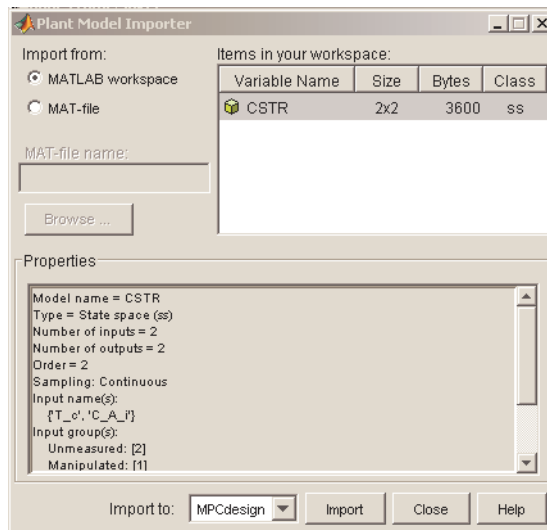 Plant Model Importer
Import from:
MATLAB workspace
MAT-file
MAT-file name:
Browse ...
Items in your workspace:
Variable Name Size Bytes Class
CSTR 2x2 3600 ss
Properties
Model name = CSTR
Type = State space (ss)
Number of inputs = 2
Number of outputs = 2
Order = 2
Sampling: Continuous
Input name(s):
{'T_c', 'C_A_i'}
Input group(s):
Unmeasured: [2]
Manipulated: [1]
Import to: MPCdesign Import Close Help